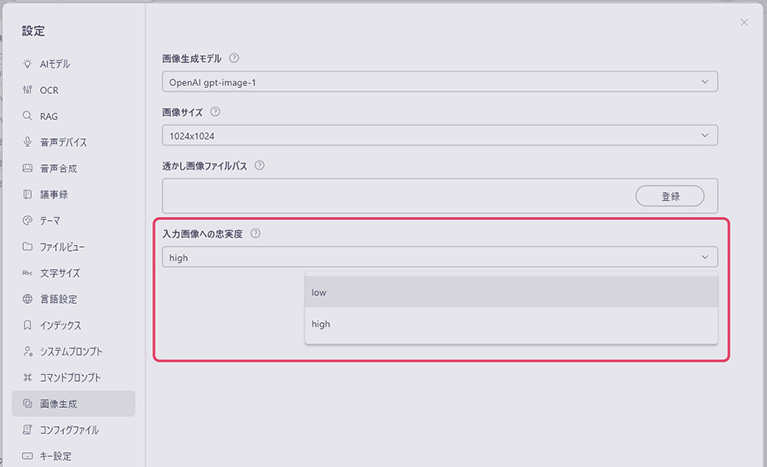 設定
AIモデル
OCR
RAG
音声デバイス
音声合成
議事録
テーマ
ファイルビュー
Abc 文字サイズ
言語設定
インデックス
システムプロンプト
コマンドプロンプト
画像生成
コンフィグファイル
キー設定
画像生成モデル ?
OpenAI gpt-image-1
画像サイズ ?
1024x1024
透かし画像ファイルパス ?
登録
入力画像への忠実度 ?
high
low
high